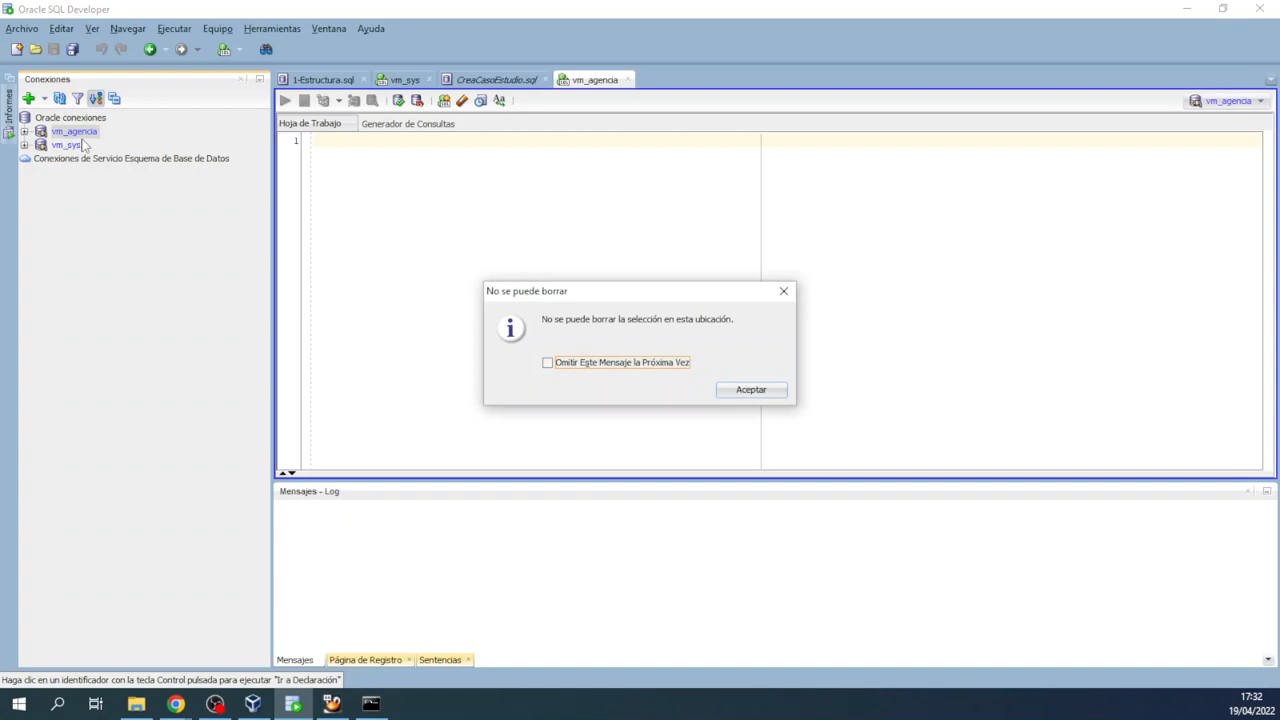 Oracle SQL Developer
Archivo Editar Ver Navegar Ejecutar Equipo Herramientas Ventana Ayuda
Informes
Conexiones
Oracle conexiones
vm_agencia
vm_sys
Conexiones de Servicio Esquema de Base de Datos
1-Estructura.sql vm_sys CreaCasoEstudio.sql vm_agencia
vm_agencia
Hoja de Trabajo Generador de Consultas
1
No se puede borrar
No se puede borrar la selección en esta ubicación.
Omitir Este Mensaje la Próxima Vez
Aceptar
Mensajes - Log
Mensajes Página de Registro Sentencias
Haga clic en un identificador con la tecla Control pulsada para ejecutar "Ir a Declaración"
17:32
19/04/2022